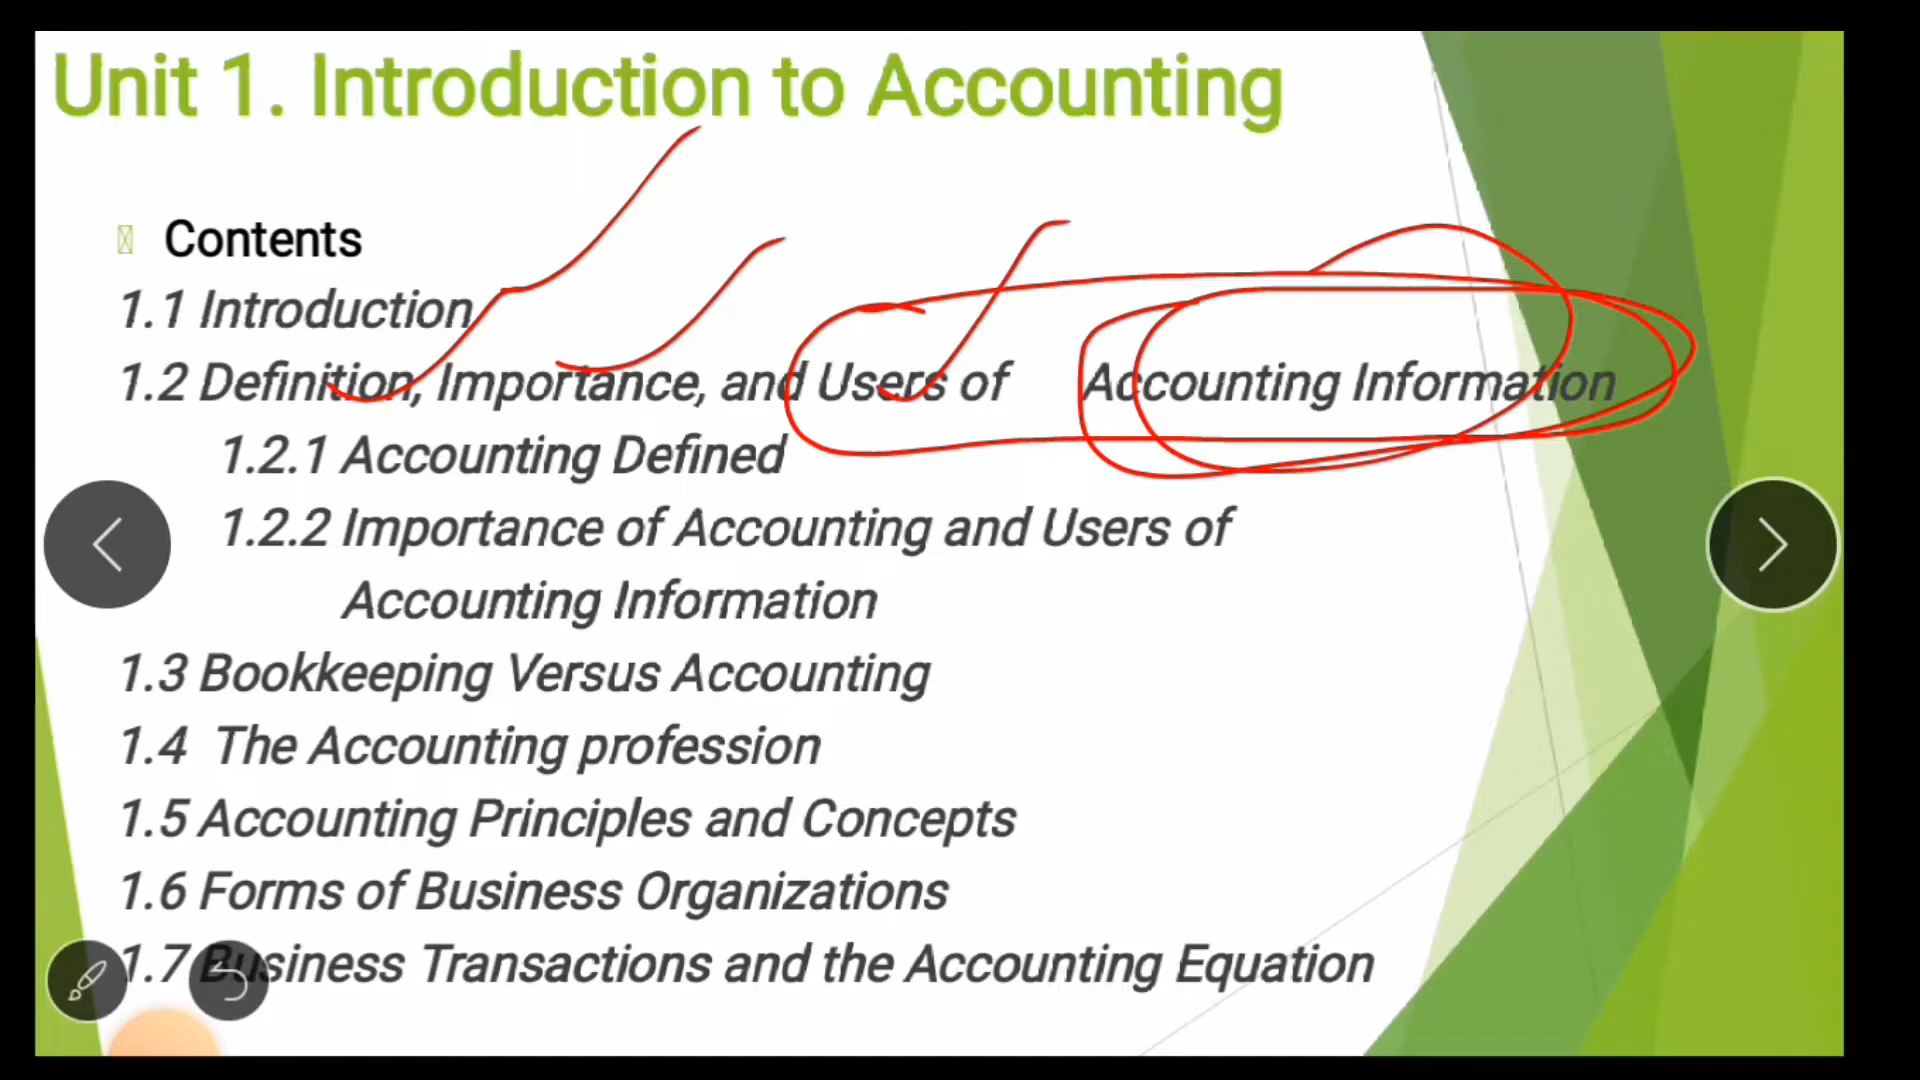 Unit 1. Introduction to Accounting
Contents
1.1 Introduction
1.2 Definition, Importance, and Users of Accounting Information
1.2.1 Accounting Defined
1.2.2 Importance of Accounting and Users of
Accounting Information
1.3 Bookkeeping Versus Accounting
1.4 The Accounting profession
1.5 Accounting Principles and Concepts
1.6 Forms of Business Organizations
1.7 Business Transactions and the Accounting Equation